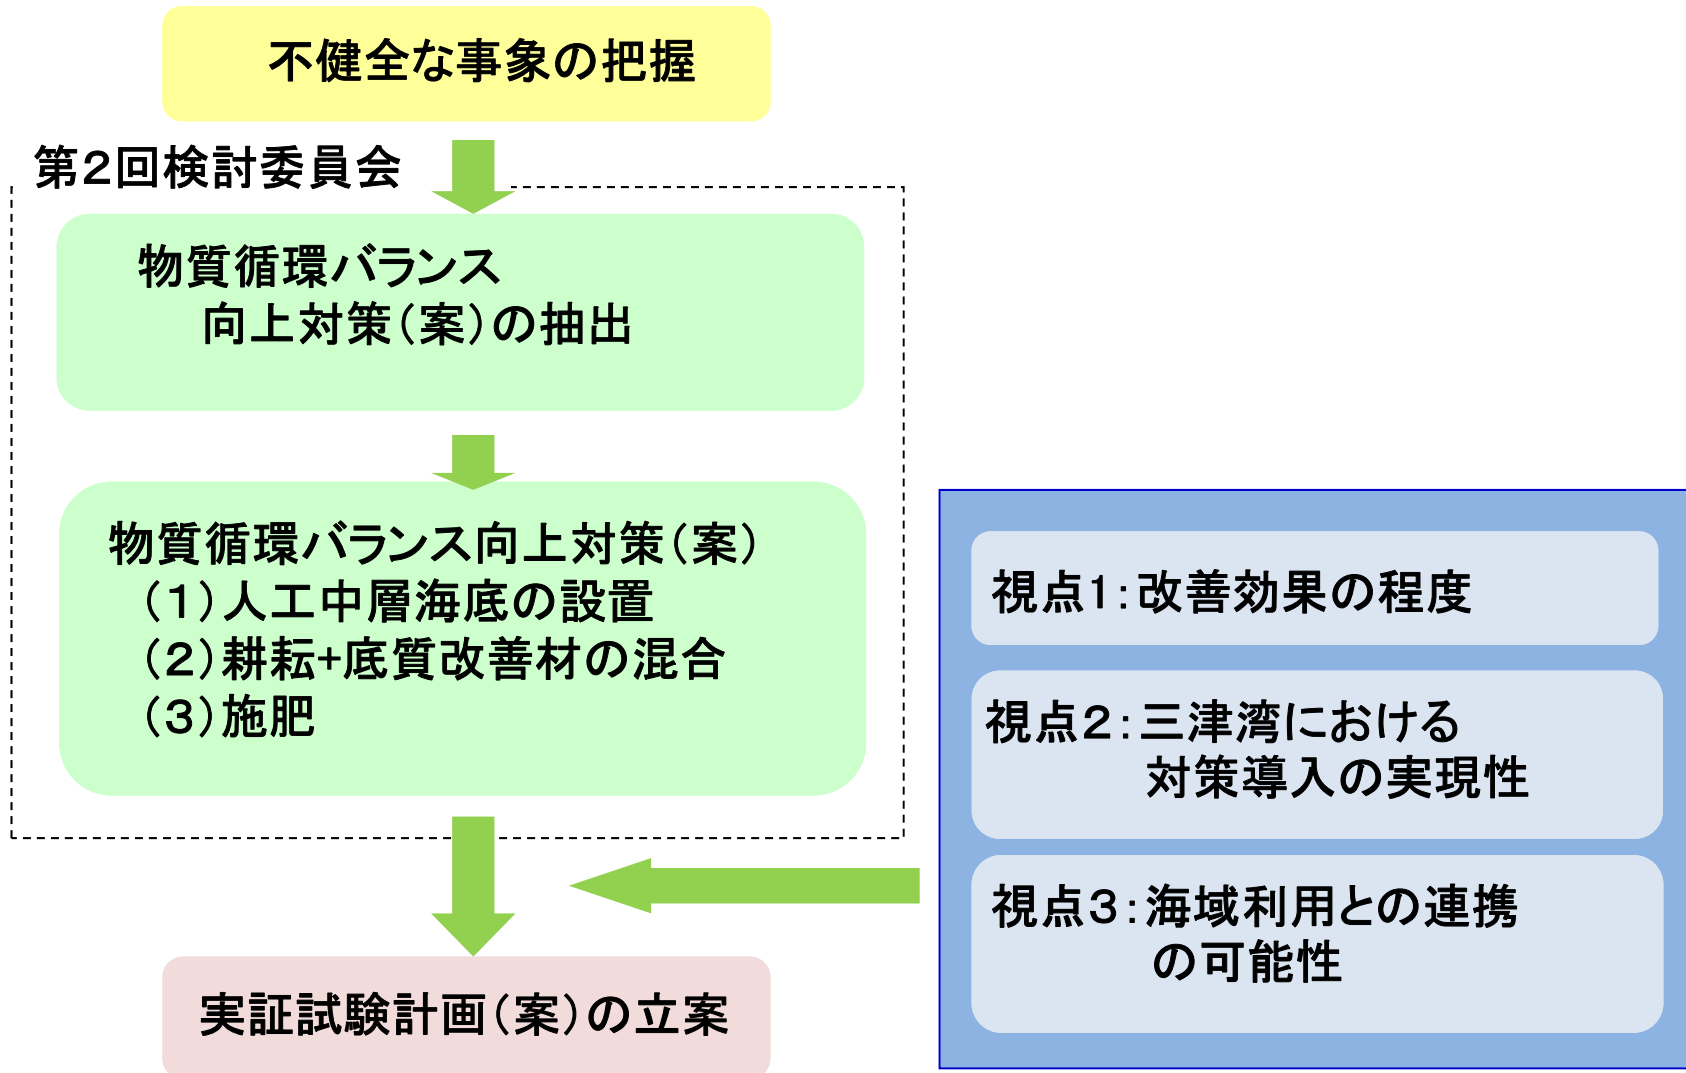 不健全な事象の把握
第2回検討委員会
物質循環バランス
向上対策(案)の抽出
物質循環バランス向上対策(案)
(1)人工中層海底の設置
(2)耕耘+底質改善材の混合
(3)施肥
視点1:改善効果の程度
視点2:三津湾における
対策導入の実現性
視点3:海域利用との連携
の可能性
実証試験計画(案)の立案